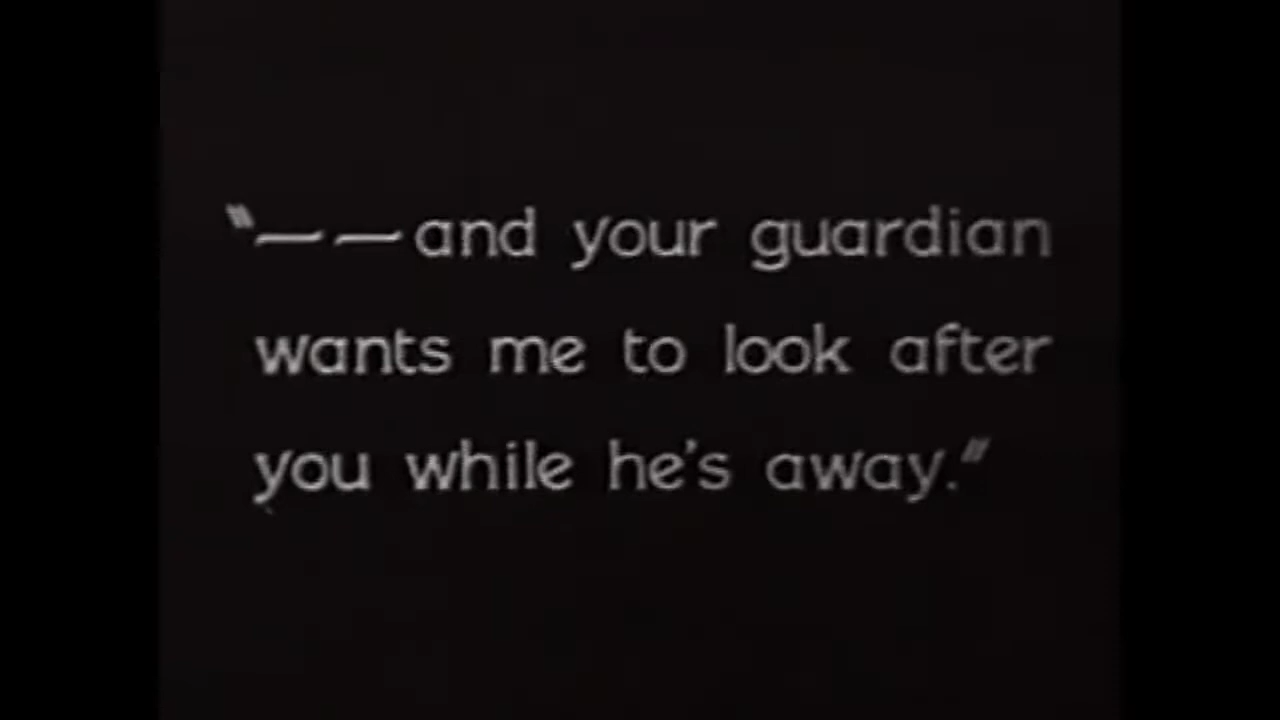 "——and your guardian
wants me to look after
you while he's away."